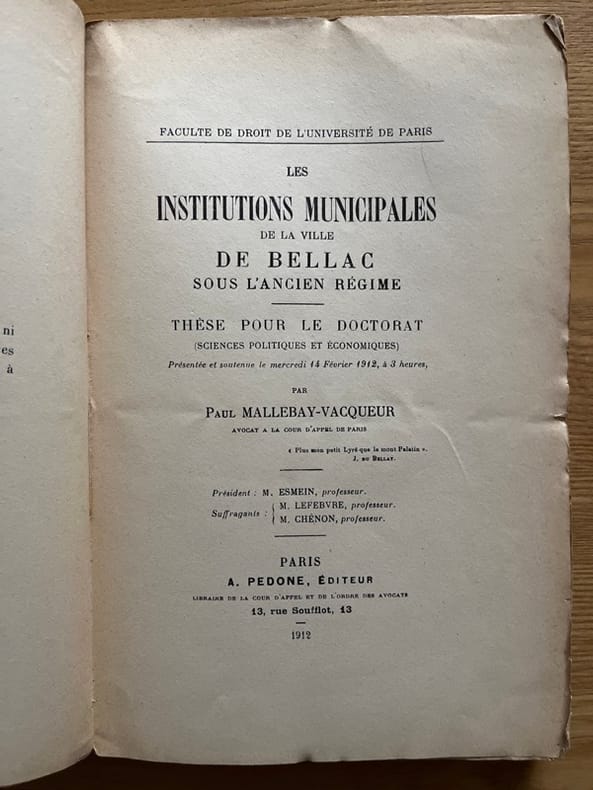 ni
es
à
FACULTE DE DROIT DE L'UNIVERSITÉ DE PARIS
LES
INSTITUTIONS MUNICIPALES
DE LA VILLE
DE BELLAC
SOUS L'ANCIEN RÉGIME
THÈSE POUR LE DOCTORAT
(SCIENCES POLITIQUES ET ÉCONOMIQUES)
Présentée et soutenue le mercredi 14 Février 1912, à 3 heures,
PAR
PAUL MALLEBAY-VACQUEUR
AVOCAT A LA COUR D'APPEL DE PARIS
« Plus mon petit Lyré que le mont Palatin ».
J. DU BELLAY.
Président : M. ESMEIN, professeur.
Suffragants : { M. LEFEBVRE, professeur.
M. CHÉNON, professeur.
PARIS
A. PEDONE, ÉDITEUR
LIBRAIRE DE LA COUR D'APPEL ET DE L'ORDRE DES AVOCATS
13, rue Soufflot, 13
1912